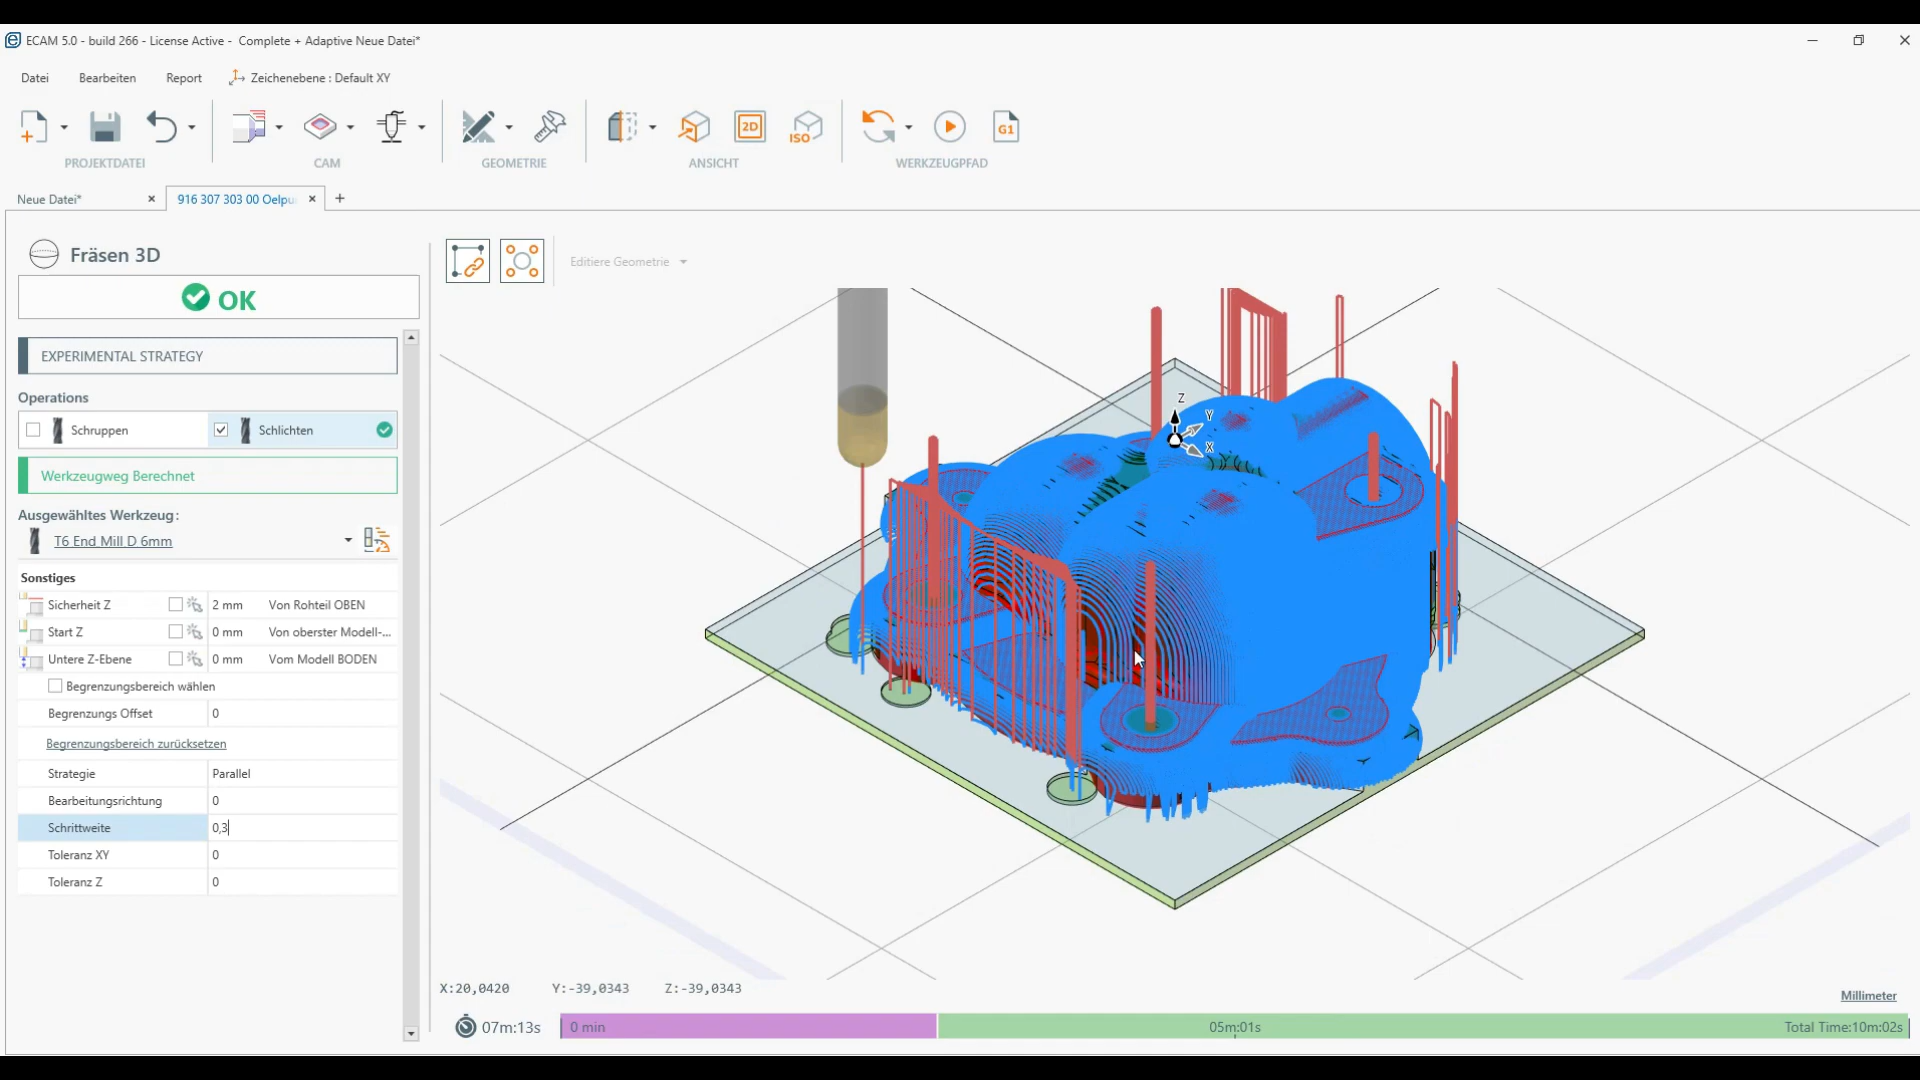 ECAM 5.0 - build 266 - License Active - Complete + Adaptive Neue Datei*
Datei Bearbeiten Report Zeichenebene : Default XY
2D ISO G1
PROJEKTDATEI CAM GEOMETRIE ANSICHT WERKZEUGPFAD
Neue Datei* 916 307 303 00 Oelpu
Fräsen 3D
Editiere Geometrie
OK
EXPERIMENTAL STRATEGY
Operations
Schruppen Schlichten
Werkzeugweg Berechnet
Ausgewähltes Werkzeug:
T6 End Mill D 6mm
Sonstiges
Sicherheit Z 2 mm Von Rohteil OBEN
Start Z 0 mm Von oberster Modell-...
Untere Z-Ebene 0 mm Vom Modell BODEN
Begrenzungsbereich wählen
Begrenzungs Offset 0
Begrenzungsbereich zurücksetzen
Strategie Parallel
Bearbeitungsrichtung 0
Schrittweite 0,3
Toleranz XY 0
Toleranz Z 0
Z
Y
X
X:20,0420 Y:-39,0343 Z:-39,0343
Millimeter
07m:13s 0 min 05m:01s Total Time:10m:02s